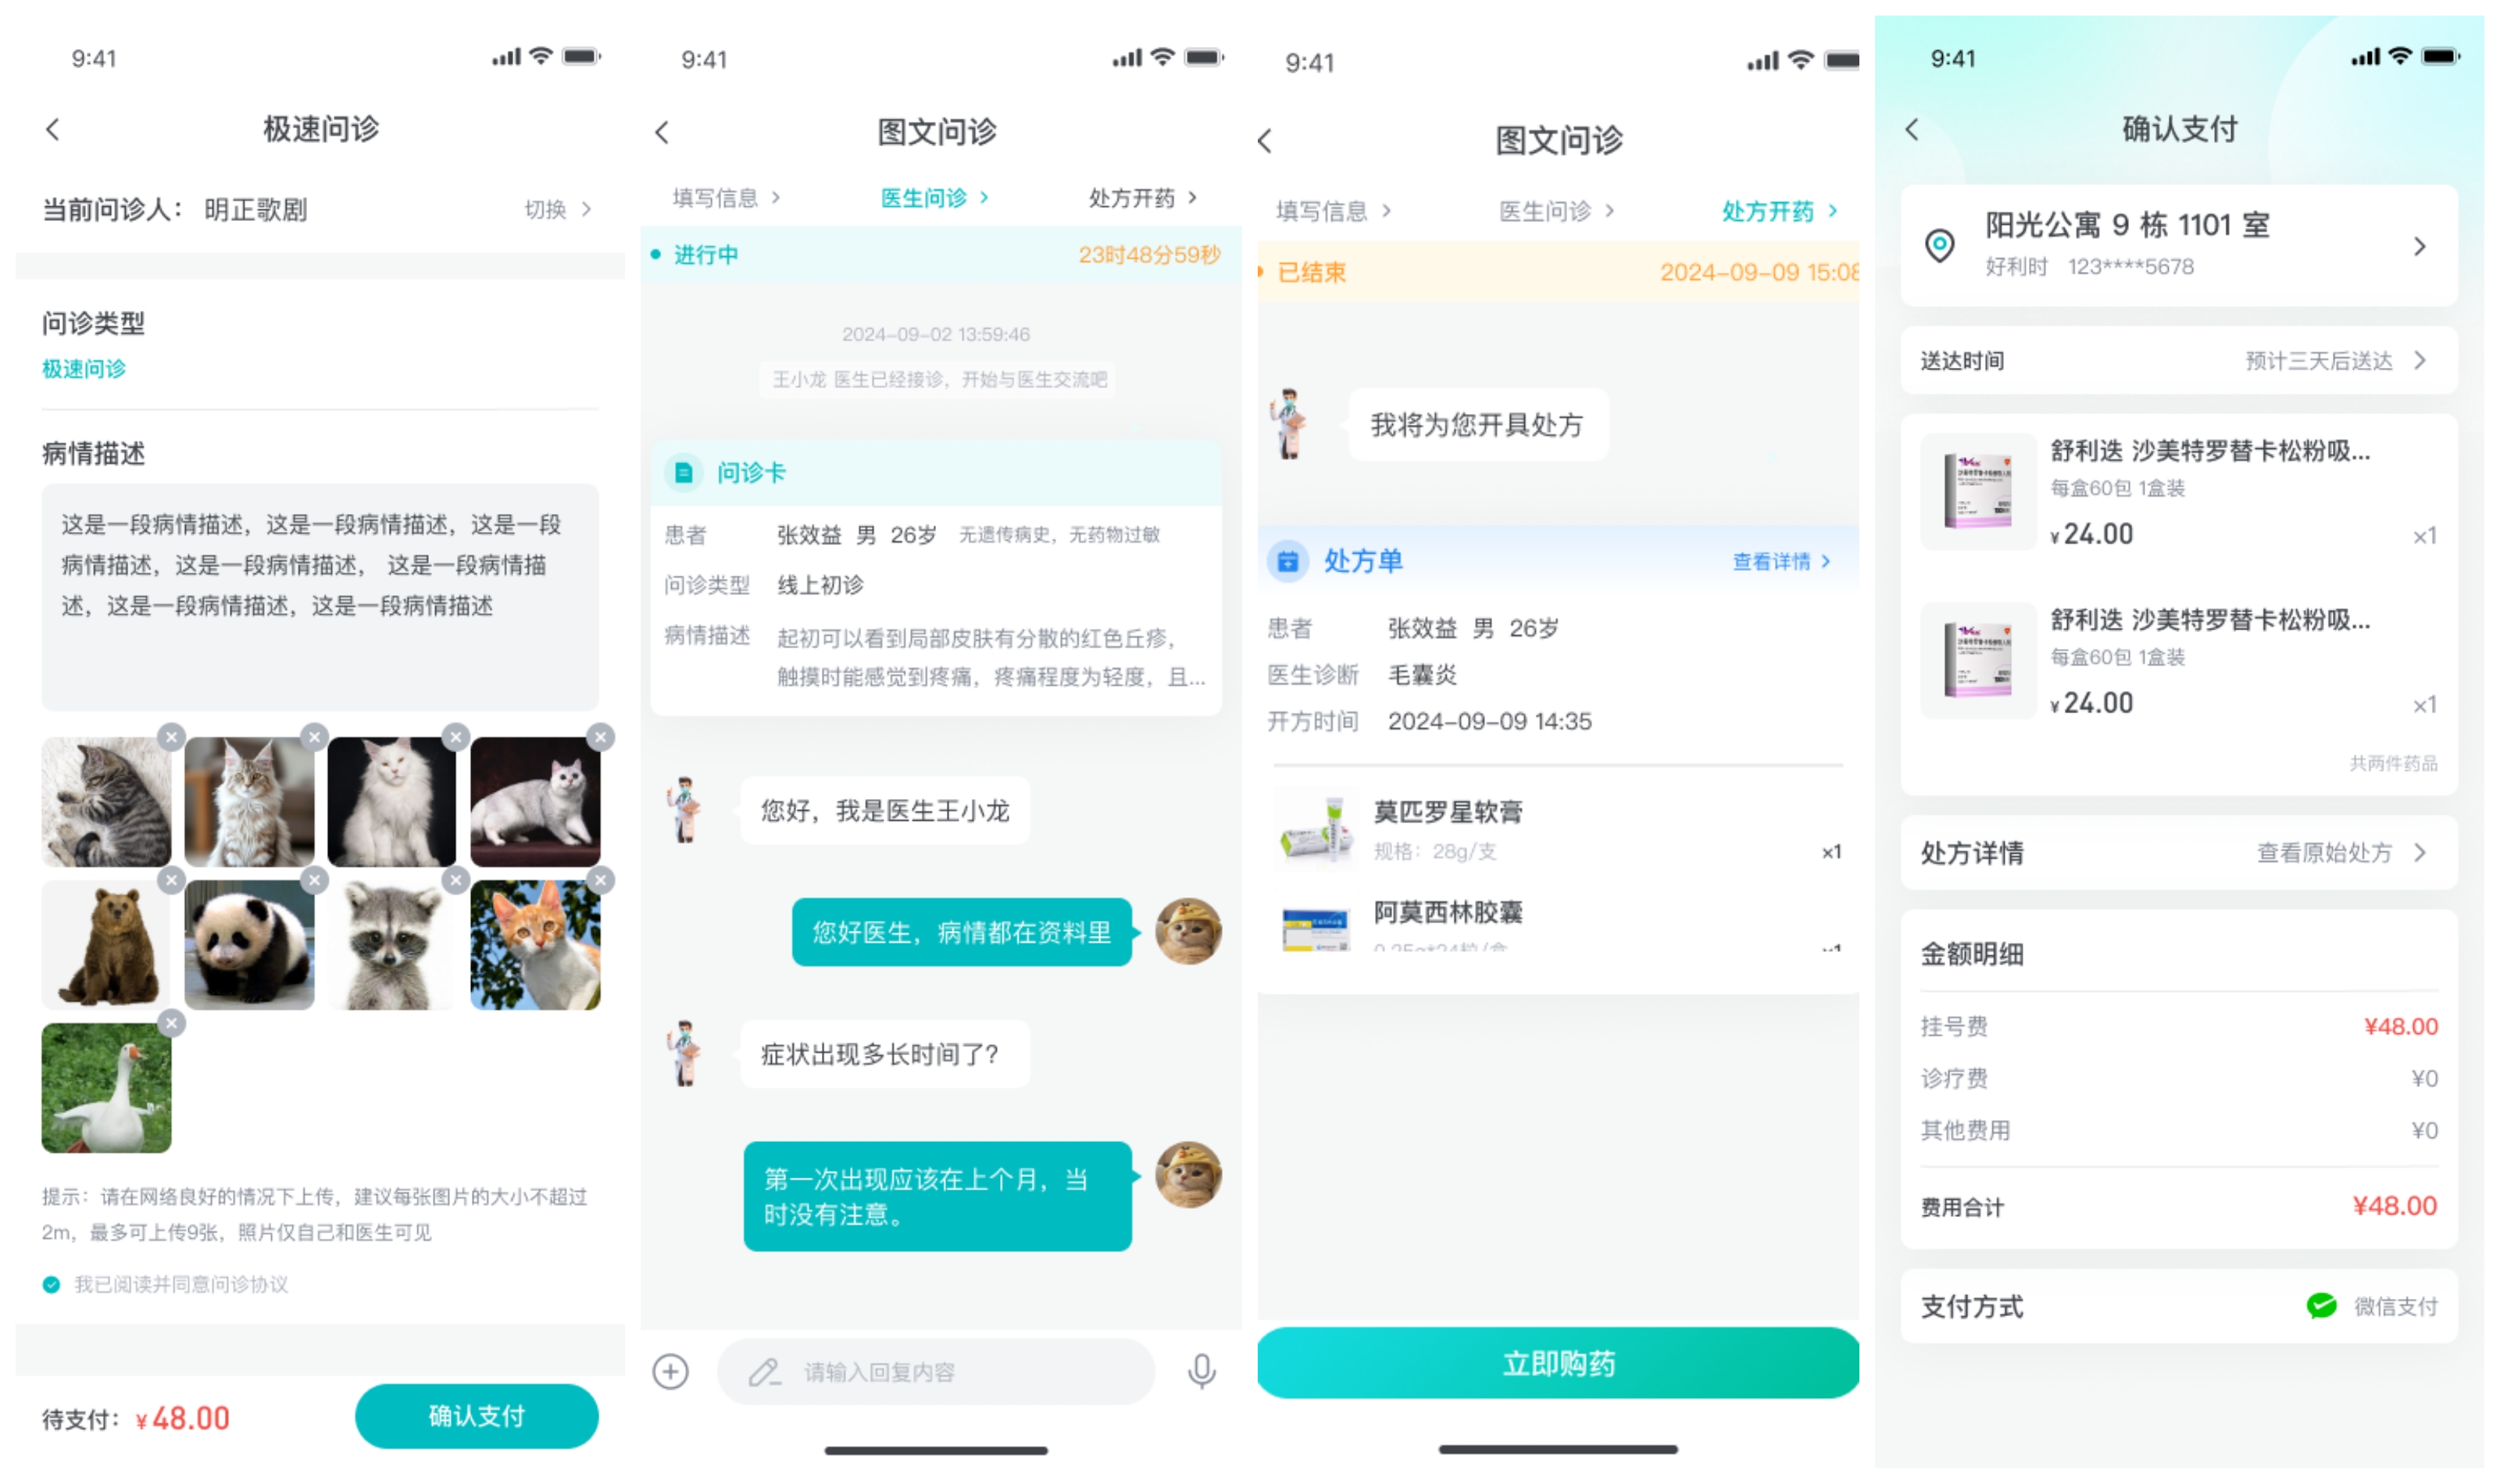 9:41
极速问诊
当前问诊人： 明正歌剧
切换
问诊类型
极速问诊
病情描述
这是一段病情描述，这是一段病情描述，这是一段
病情描述，这是一段病情描述， 这是一段病情描
述，这是一段病情描述，这是一段病情描述
提示：请在网络良好的情况下上传，建议每张图片的大小不超过
2m，最多可上传9张，照片仅自己和医生可见
我已阅读并同意问诊协议
待支付： ¥48.00
确认支付
9:41
图文问诊
填写信息
医生问诊
处方开药
进行中
23时48分59秒
2024-09-02 13:59:46
王小龙 医生已经接诊，开始与医生交流吧
问诊卡
患者 张效益 男 26岁 无遗传病史，无药物过敏
问诊类型 线上初诊
病情描述 起初可以看到局部皮肤有分散的红色丘疹，
触摸时能感觉到疼痛，疼痛程度为轻度，且...
您好，我是医生王小龙
您好医生，病情都在资料里
症状出现多长时间了？
第一次出现应该在上个月，当
时没有注意。
请输入回复内容
9:41
图文问诊
填写信息
医生问诊
处方开药
已结束
2024-09-09 15:08
我将为您开具处方
处方单
查看详情
患者 张效益 男 26岁
医生诊断 毛囊炎
开方时间 2024-09-09 14:35
莫匹罗星软膏
规格：28g/支
×1
阿莫西林胶囊
0.25g*24粒/盒
×1
立即购药
9:41
确认支付
阳光公寓 9 栋 1101 室
好利时 123****5678
送达时间
预计三天后送达
舒利迭 沙美特罗替卡松粉吸...
每盒60包 1盒装
¥24.00
×1
舒利迭 沙美特罗替卡松粉吸...
每盒60包 1盒装
¥24.00
×1
共两件药品
处方详情
查看原始处方
金额明细
挂号费 ¥48.00
诊疗费 ¥0
其他费用 ¥0
费用合计 ¥48.00
支付方式
微信支付